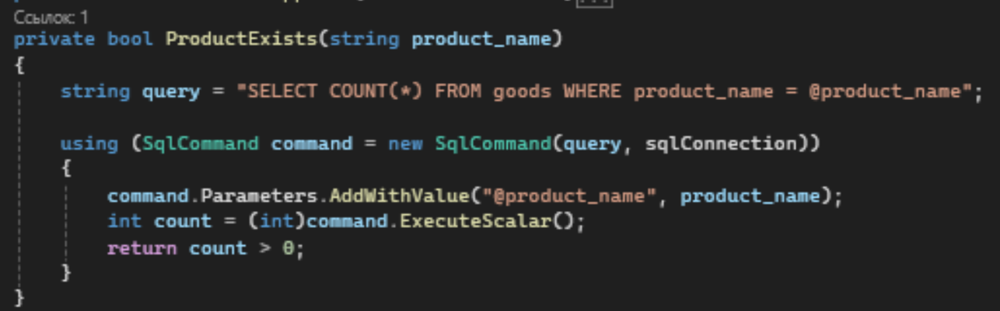 Ссылок: 1
private bool ProductExists(string product_name)
{
string query = "SELECT COUNT(*) FROM goods WHERE product_name = @product_name";
using (SqlCommand command = new SqlCommand(query, sqlConnection))
{
command.Parameters.AddWithValue("@product_name", product_name);
int count = (int)command.ExecuteScalar();
return count > 0;
}
}